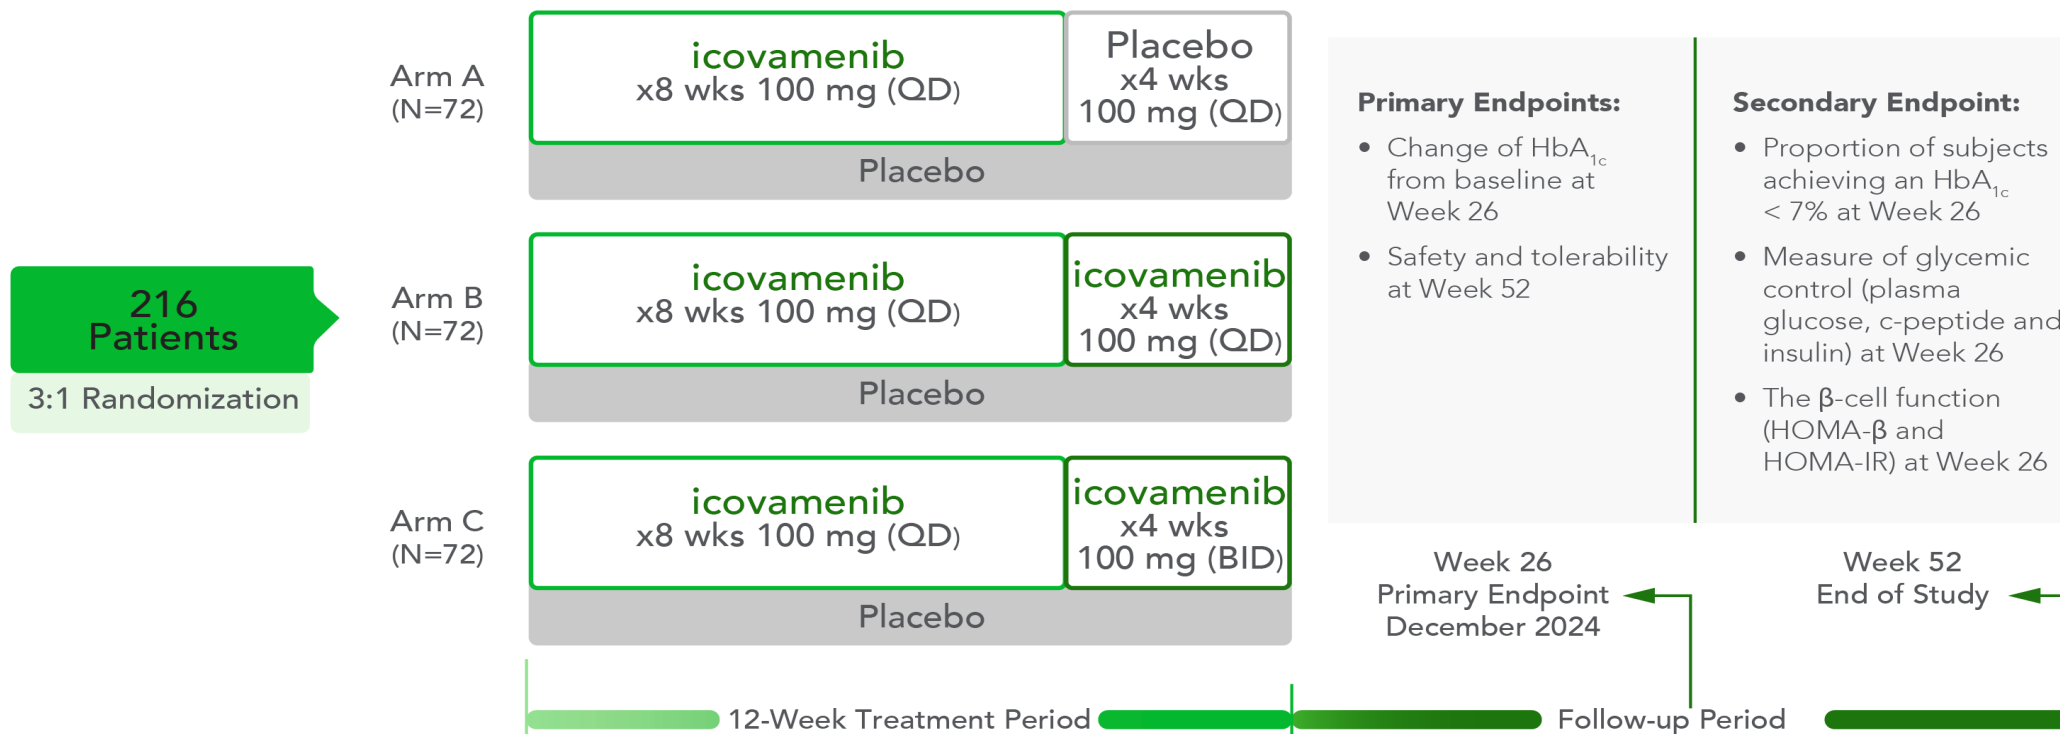 216
Patients
3:1 Randomization
Arm A
(N=72)
icovamenib
x8 wks 100 mg (QD)
Placebo
x4 wks
100 mg (QD)
Placebo
Arm B
(N=72)
icovamenib
x8 wks 100 mg (QD)
icovamenib
x4 wks
100 mg (QD)
Placebo
Arm C
(N=72)
icovamenib
x8 wks 100 mg (QD)
icovamenib
x4 wks
100 mg (BID)
Placebo
Primary Endpoints:
• Change of HbA1c
from baseline at
Week 26
• Safety and tolerability
at Week 52
Secondary Endpoint:
• Proportion of subjects
achieving an HbA1c
< 7% at Week 26
• Measure of glycemic
control (plasma
glucose, c-peptide and
insulin) at Week 26
• The β-cell function
(HOMA-β and
HOMA-IR) at Week 26
Week 26
Primary Endpoint
December 2024
Week 52
End of Study
12-Week Treatment Period
Follow-up Period